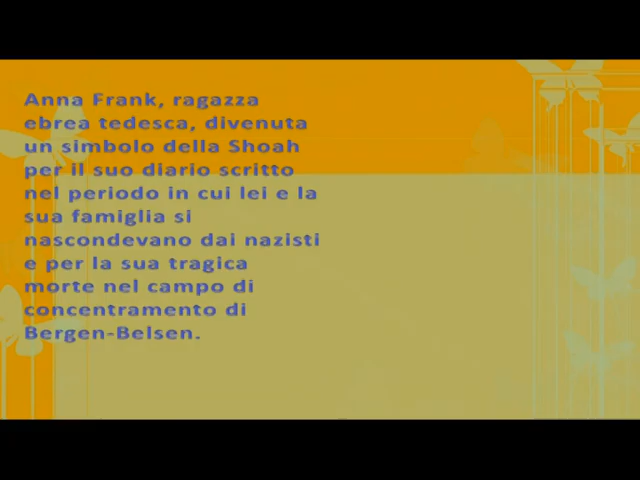 Anna Frank, ragazza
ebrea tedesca, divenuta
un simbolo della Shoah
per il suo diario scritto
nel periodo in cui lei e la
sua famiglia si
nascondevano dai nazisti
e per la sua tragica
morte nel campo di
concentramento di
Bergen-Belsen.